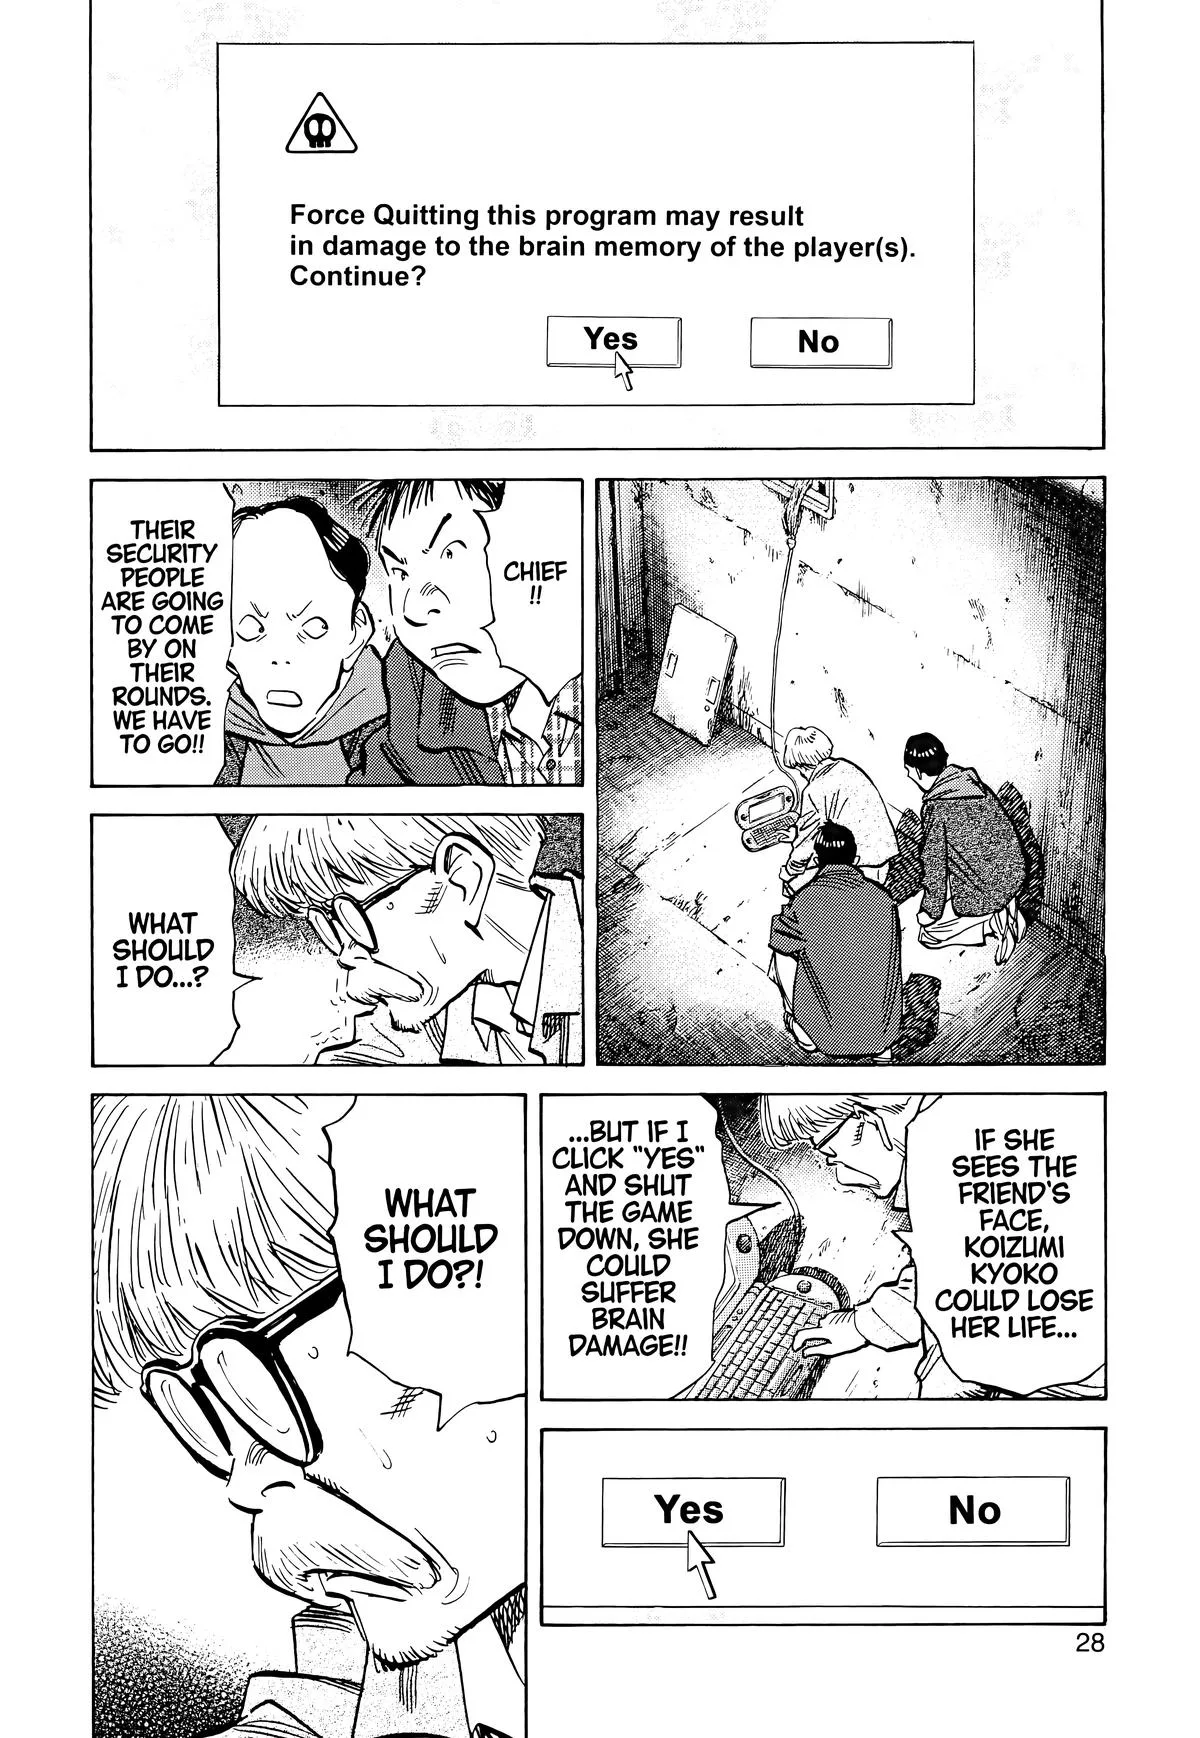 Force Quitting this program may result
in damage to the brain memory of the player(s).
Continue?
Yes
No
CHIEF
!!
THEIR
SECURITY
PEOPLE
ARE GOING
TO COME
BY ON
THEIR
ROUNDS.
WE HAVE
TO GO!!
WHAT
SHOULD
I DO...?
IF SHE
SEES THE
FRIEND'S
FACE,
KOIZUMI
KYOKO
COULD LOSE
HER LIFE...
...BUT IF I
CLICK "YES"
AND SHUT
THE GAME
DOWN, SHE
COULD
SUFFER
BRAIN
DAMAGE!!
Yes
No
WHAT
SHOULD
I DO?!
28